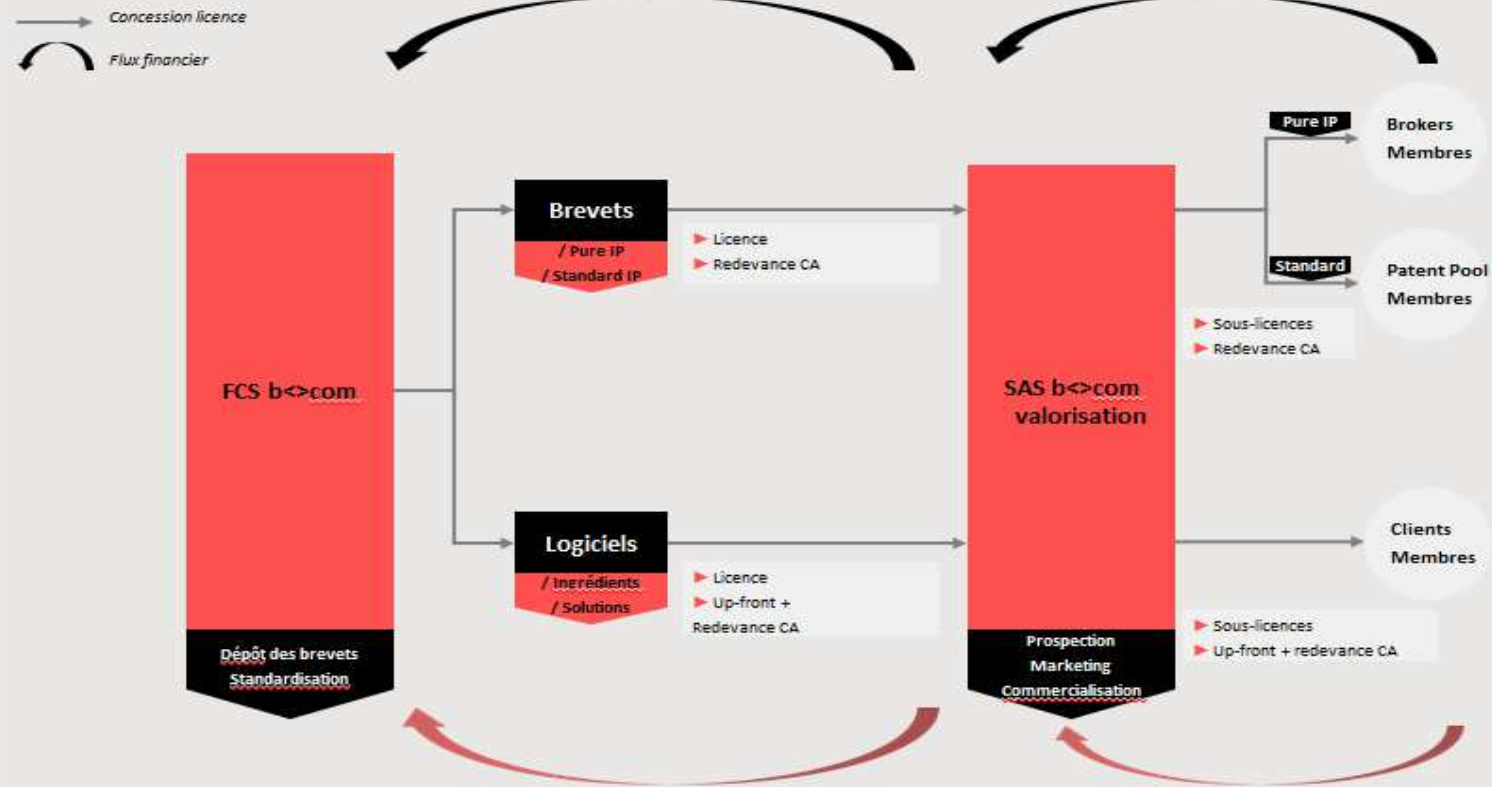 Concession licence
Flux financier
FCS b<>com
Dépôt des brevets
Standardisation
Brevets
/ Pure IP
/ Standard IP
Licence
Redevance CA
Logiciels
/ Ingrédients
/ Solutions
Licence
Up-front +
Redevance CA
SAS b<>com
valorisation
Prospection
Marketing
Commercialisation
Pure IP
Brokers
Membres
Standard
Patent Pool
Membres
Sous-licences
Redevance CA
Clients
Membres
Sous-licences
Up-front + redevance CA